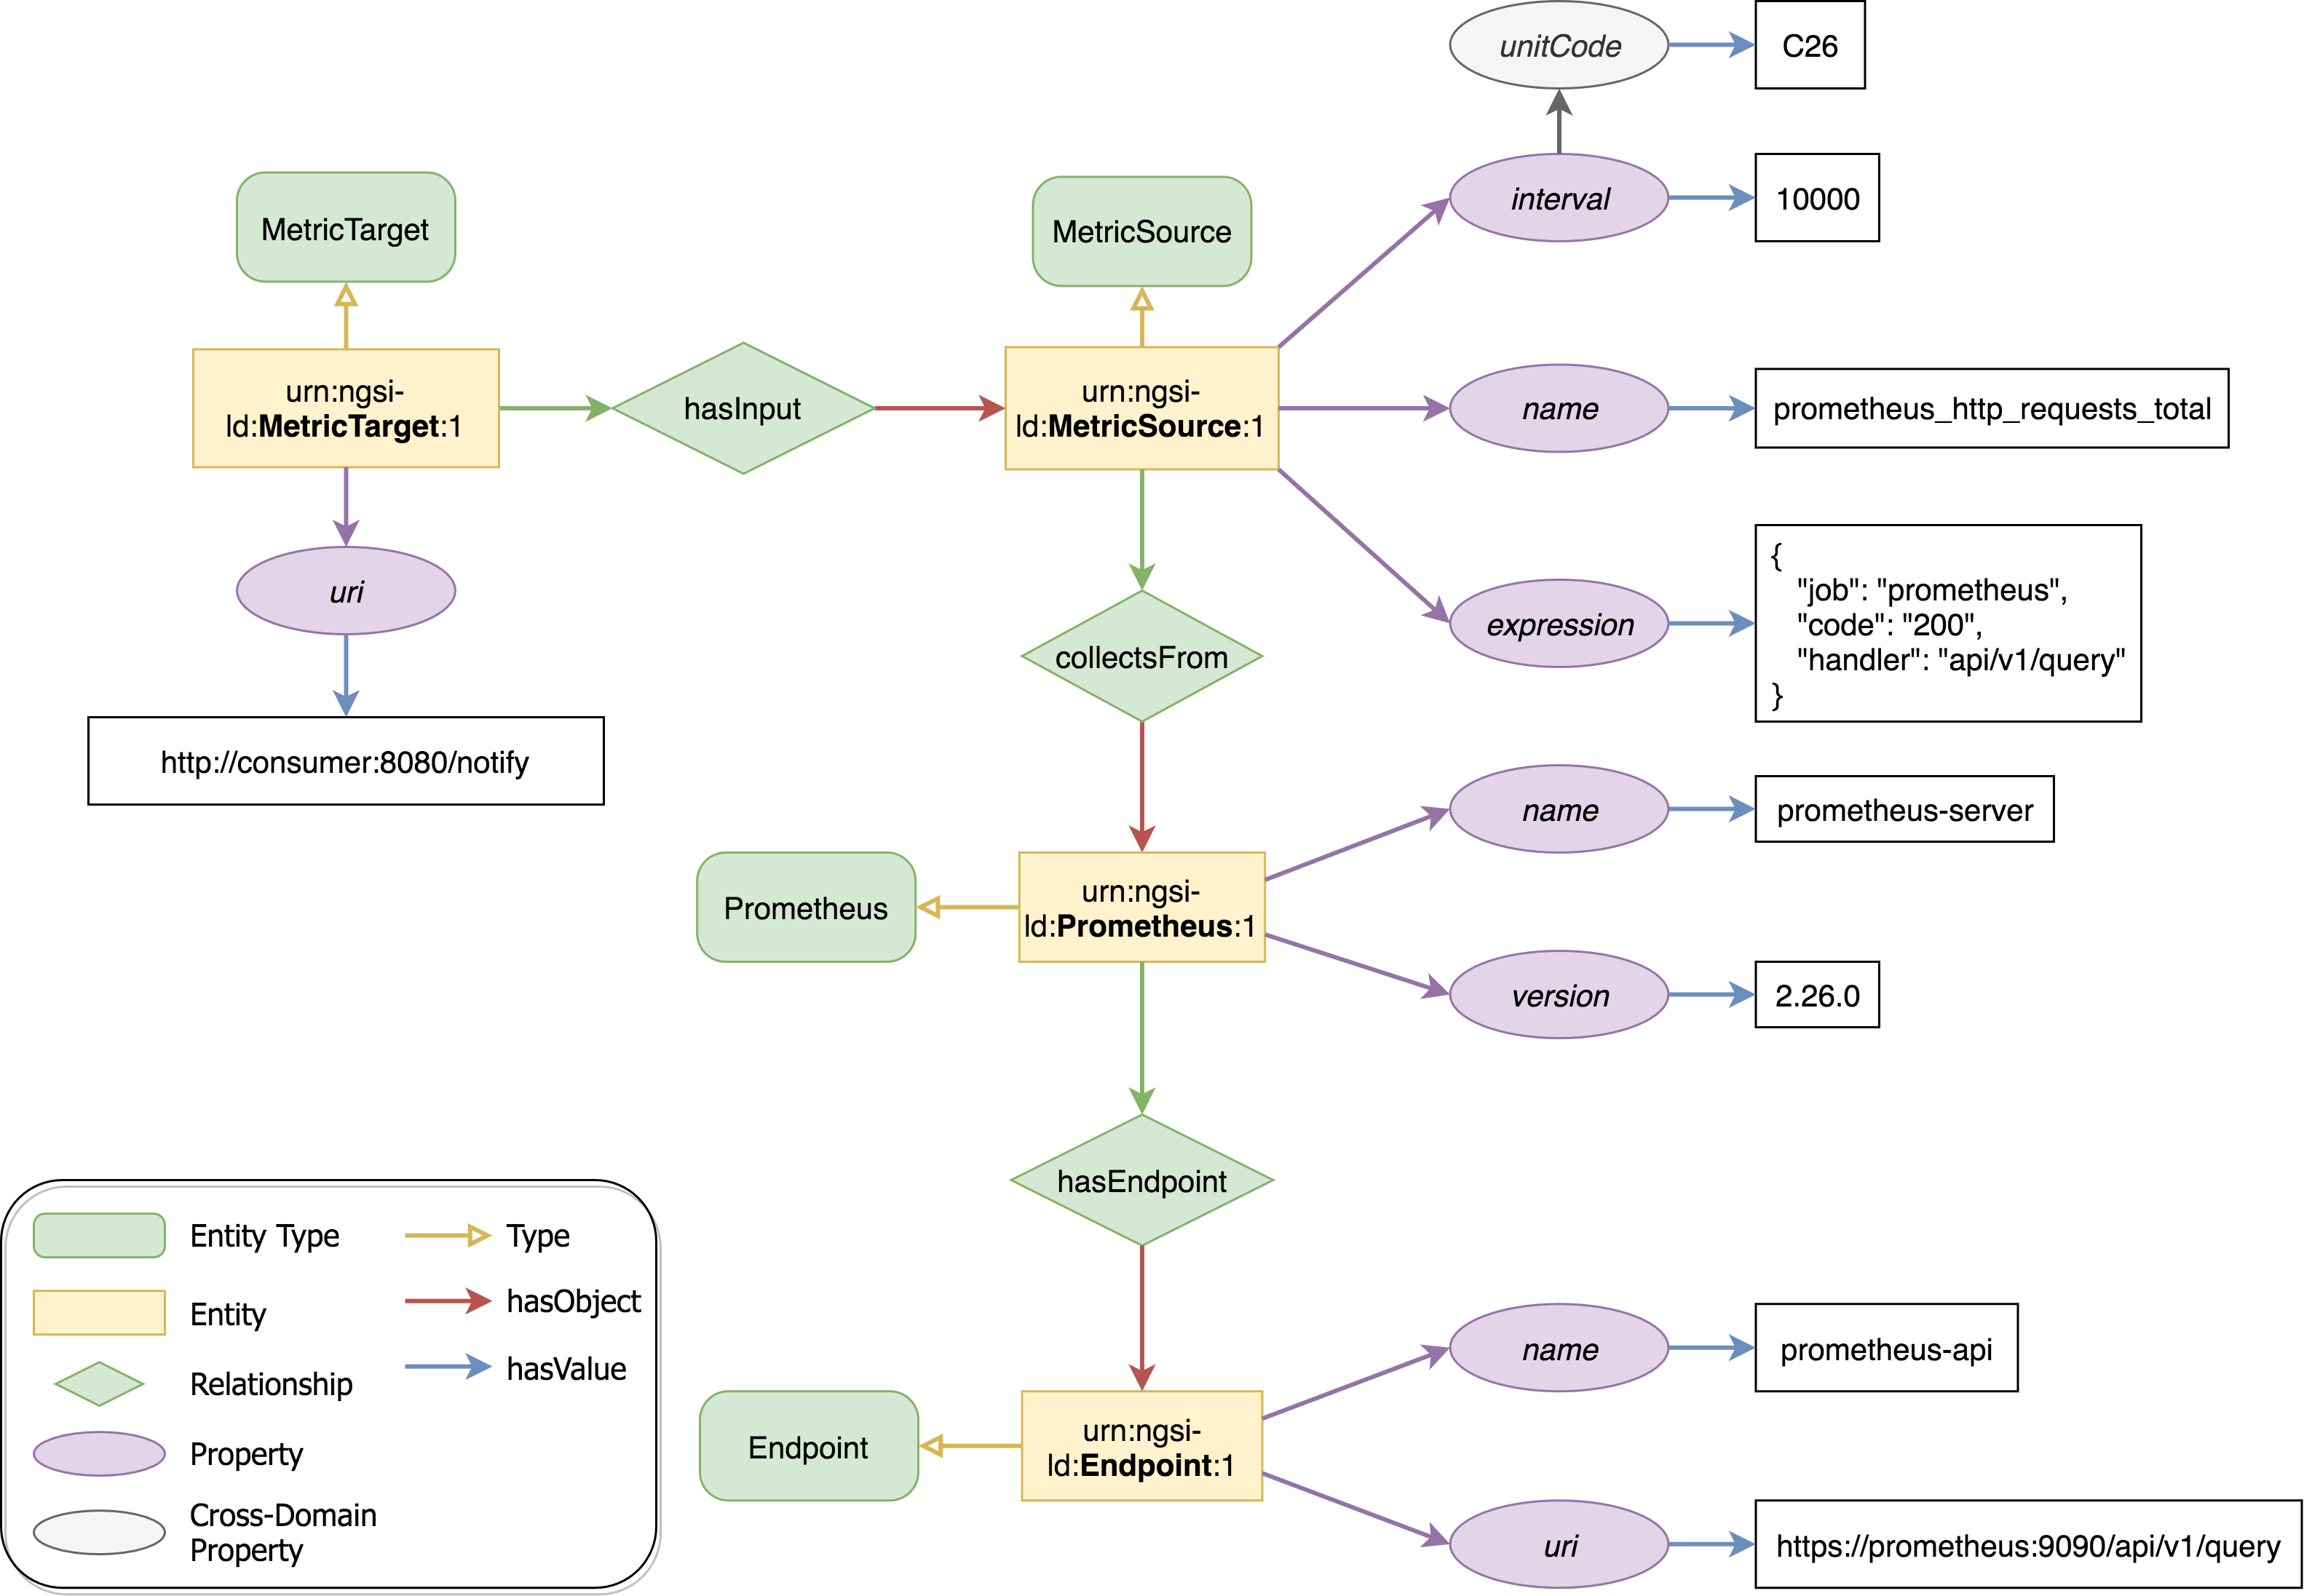 unitCode
C26
interval
10000
MetricTarget
MetricSource
urn:ngsi-
ld:MetricTarget:1
hasInput
urn:ngsi-
ld:MetricSource:1
name
prometheus_http_requests_total
uri
http://consumer:8080/notify
collectsFrom
expression
{
"job": "prometheus",
"code": "200",
"handler": "api/v1/query"
}
name
prometheus-server
Prometheus
urn:ngsi-
ld:Prometheus:1
version
2.26.0
hasEndpoint
name
prometheus-api
Endpoint
urn:ngsi-
ld:Endpoint:1
uri
https://prometheus:9090/api/v1/query
Entity Type
Entity
Relationship
Property
Cross-Domain
Property
Type
hasObject
hasValue